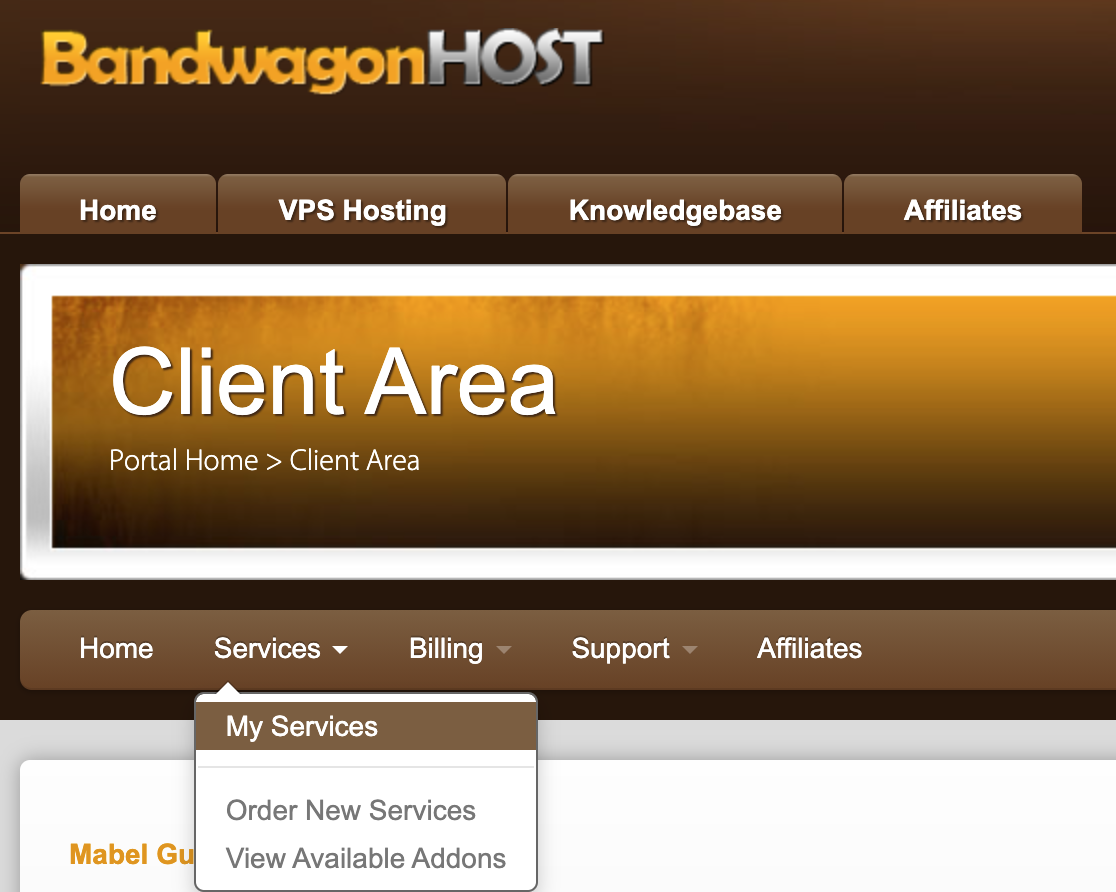 BandwagonHOST
Home VPS Hosting Knowledgebase Affiliates
Client Area
Portal Home > Client Area
Home Services Billing Support Affiliates
My Services
Order New Services
View Available Addons
Mabel Gu